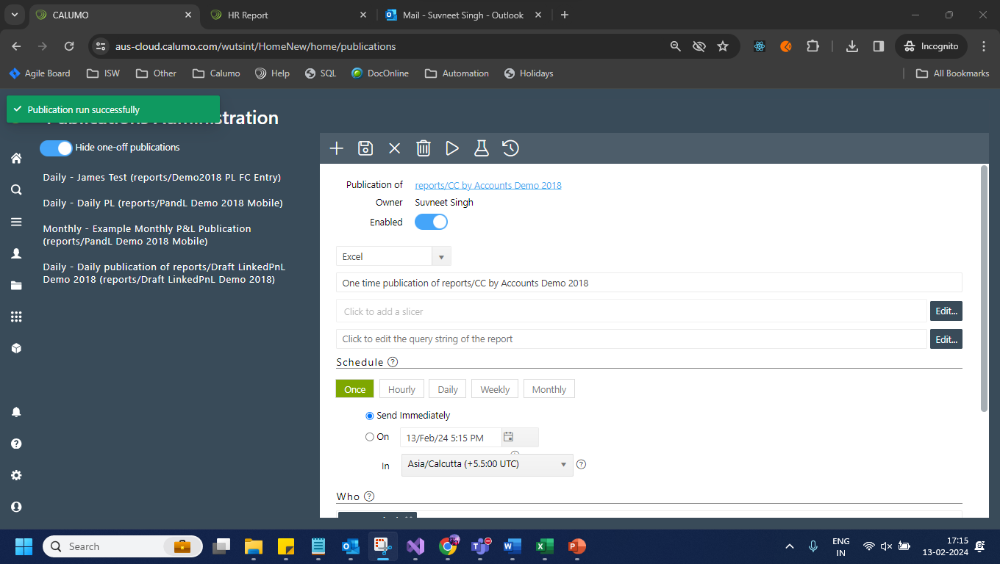 CALUMO
HR Report
Mail - Suvneet Singh - Outlook
aus-cloud.calumo.com/wutsint/HomeNew/home/publications
Incognito
Agile Board
ISW
Other
Calumo
Help
SQL
DocOnline
Automation
Holidays
All Bookmarks
Publication run successfully
Hide one-off publications
Daily - James Test (reports/Demo2018 PL FC Entry)
Daily - Daily PL (reports/PandL Demo 2018 Mobile)
Monthly - Example Monthly P&L Publication
(reports/PandL Demo 2018 Mobile)
Daily - Daily publication of reports/Draft LinkedPnL
Demo 2018 (reports/Draft LinkedPnL Demo 2018)
Publication of reports/CC by Accounts Demo 2018
Owner Suvneet Singh
Enabled
Excel
One time publication of reports/CC by Accounts Demo 2018
Click to add a slicer Edit...
Click to edit the query string of the report Edit...
Schedule
Once Hourly Daily Weekly Monthly
Send Immediately
On 13/Feb/24 5:15 PM
In Asia/Calcutta (+5.5:00 UTC)
Who
Search
ENG
IN
17:15
13-02-2024